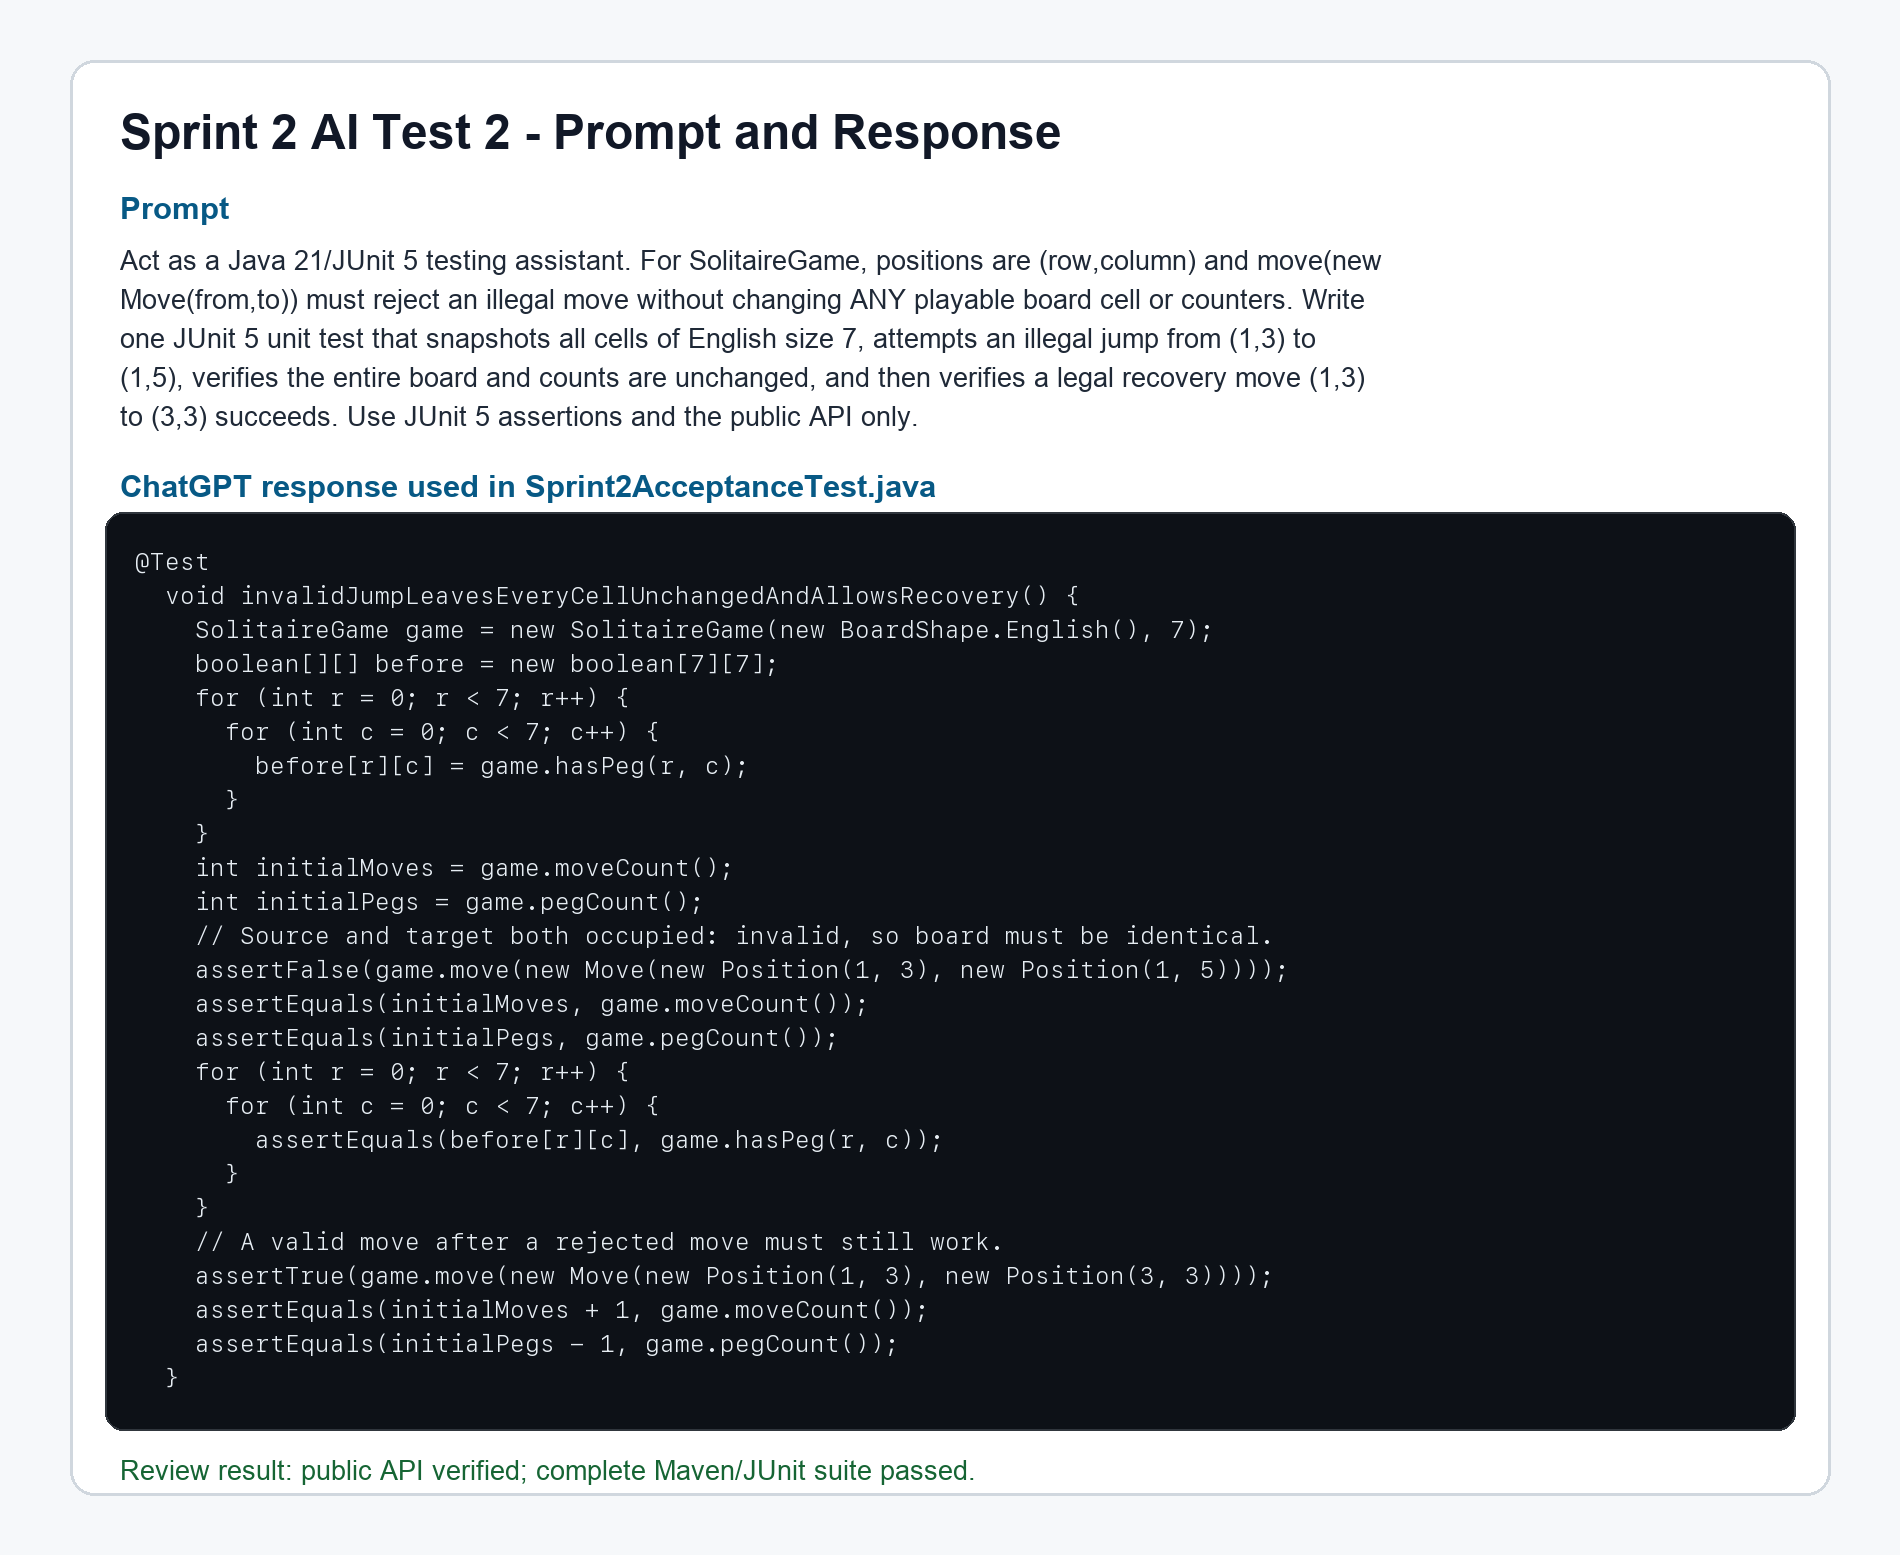 Sprint 2 AI Test 2 - Prompt and Response
Prompt
Act as a Java 21/JUnit 5 testing assistant. For SolitaireGame, positions are (row,column) and move(new
Move(from,to)) must reject an illegal move without changing ANY playable board cell or counters. Write
one JUnit 5 unit test that snapshots all cells of English size 7, attempts an illegal jump from (1,3) to
(1,5), verifies the entire board and counts are unchanged, and then verifies a legal recovery move (1,3)
to (3,3) succeeds. Use JUnit 5 assertions and the public API only.
ChatGPT response used in Sprint2AcceptanceTest.java
@Test
  void invalidJumpLeavesEveryCellUnchangedAndAllowsRecovery() {
    SolitaireGame game = new SolitaireGame(new BoardShape.English(), 7);
    boolean[][] before = new boolean[7][7];
    for (int r = 0; r < 7; r++) {
      for (int c = 0; c < 7; c++) {
        before[r][c] = game.hasPeg(r, c);
      }
    }
    int initialMoves = game.moveCount();
    int initialPegs = game.pegCount();
    // Source and target both occupied: invalid, so board must be identical.
    assertFalse(game.move(new Move(new Position(1, 3), new Position(1, 5))));
    assertEquals(initialMoves, game.moveCount());
    assertEquals(initialPegs, game.pegCount());
    for (int r = 0; r < 7; r++) {
      for (int c = 0; c < 7; c++) {
        assertEquals(before[r][c], game.hasPeg(r, c));
      }
    }
    // A valid move after a rejected move must still work.
    assertTrue(game.move(new Move(new Position(1, 3), new Position(3, 3))));
    assertEquals(initialMoves + 1, game.moveCount());
    assertEquals(initialPegs - 1, game.pegCount());
  }
Review result: public API verified; complete Maven/JUnit suite passed.